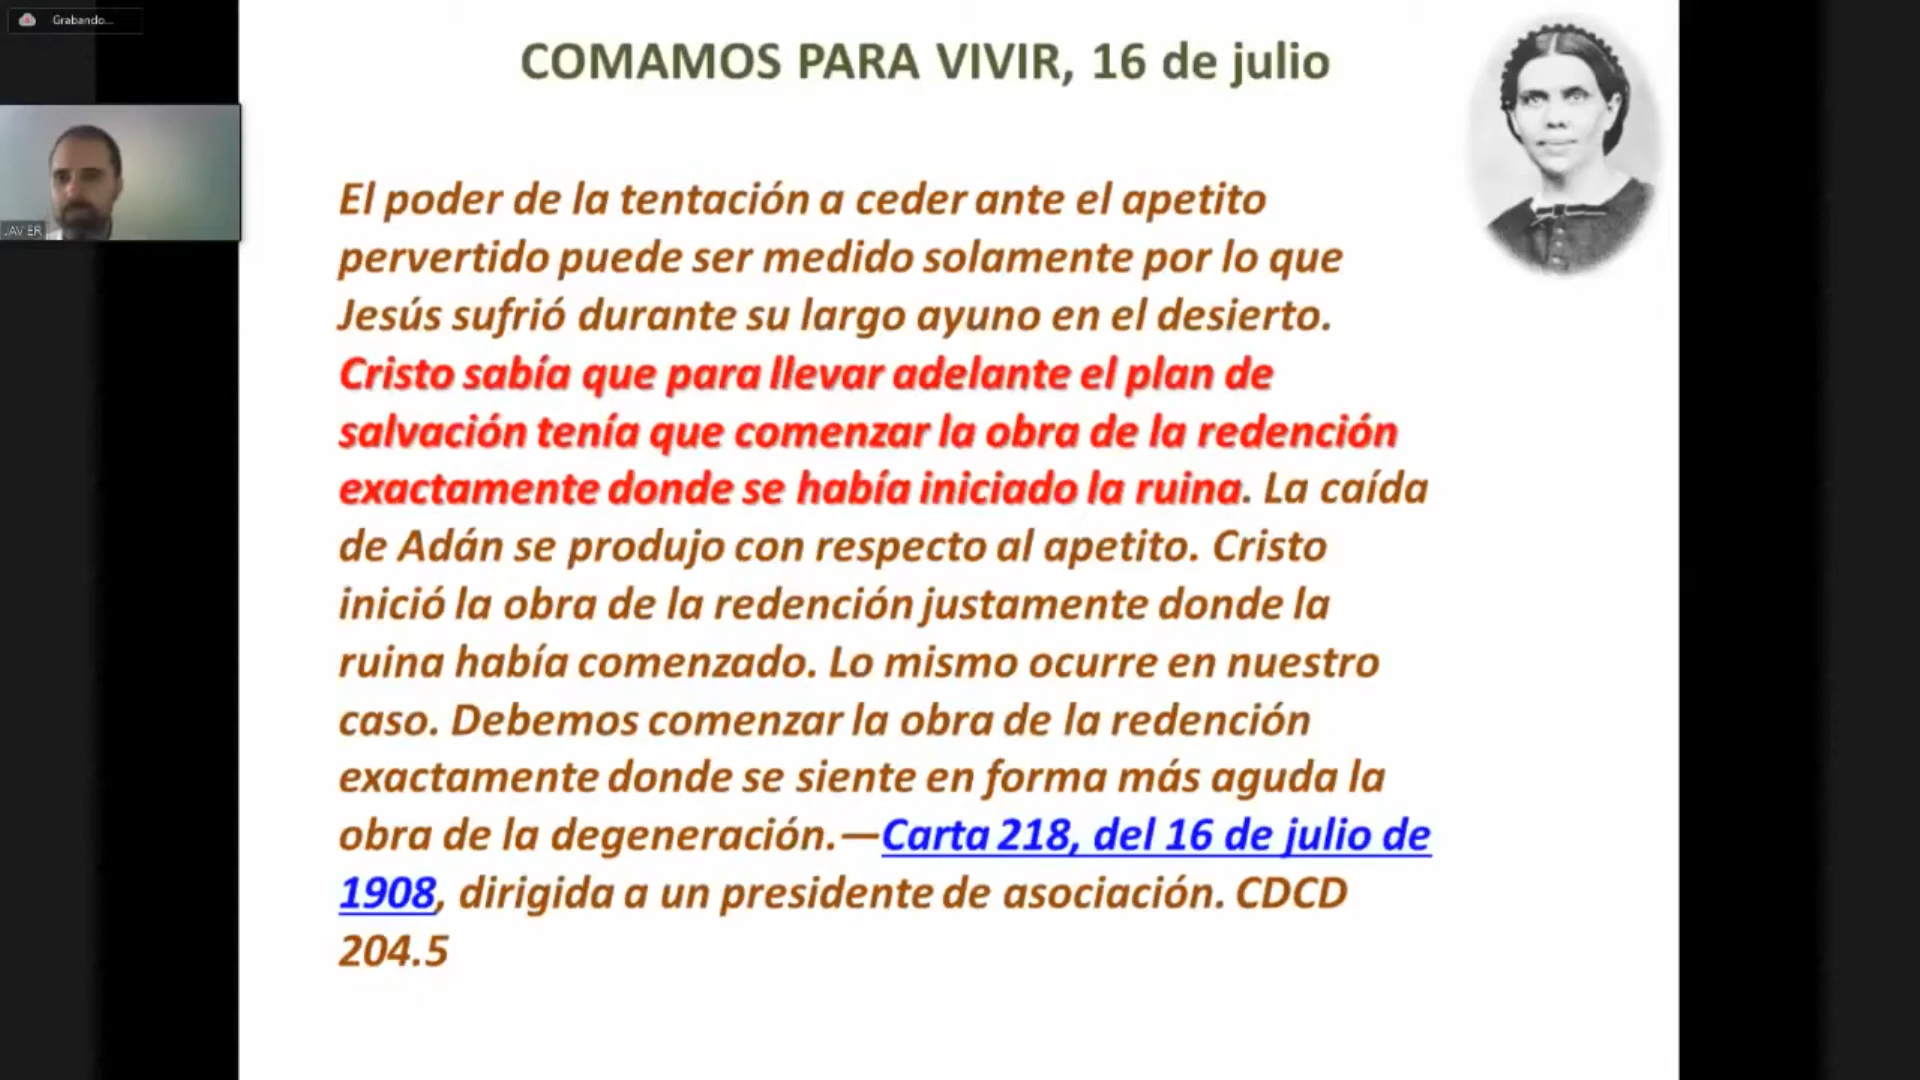 Grabando...
COMAMOS PARA VIVIR, 16 de julio
JAVIER
El poder de la tentación a ceder ante el apetito
pervertido puede ser medido solamente por lo que
Jesús sufrió durante su largo ayuno en el desierto.
Cristo sabía que para llevar adelante el plan de
salvación tenía que comenzar la obra de la redención
exactamente donde se había iniciado la ruina. La caída
de Adán se produjo con respecto al apetito. Cristo
inició la obra de la redención justamente donde la
ruina había comenzado. Lo mismo ocurre en nuestro
caso. Debemos comenzar la obra de la redención
exactamente donde se siente en forma más aguda la
obra de la degeneración.—Carta 218, del 16 de julio de
1908, dirigida a un presidente de asociación. CDCD
204.5